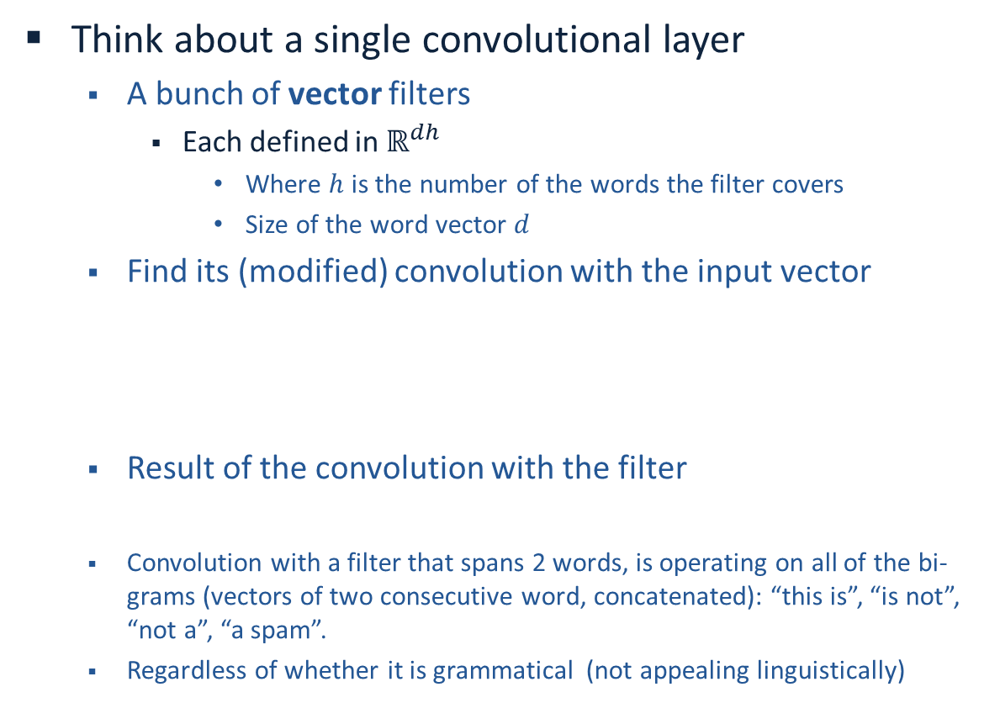 ▪ Think about a single convolutional layer
▪ A bunch of vector filters
▪ Each defined in ℝ^{dh}
• Where h is the number of the words the filter covers
• Size of the word vector d
▪ Find its (modified) convolution with the input vector
▪ Result of the convolution with the filter
▪ Convolution with a filter that spans 2 words, is operating on all of the bi-
grams (vectors of two consecutive word, concatenated): “this is”, “is not”,
“not a”, “a spam”.
▪ Regardless of whether it is grammatical (not appealing linguistically)